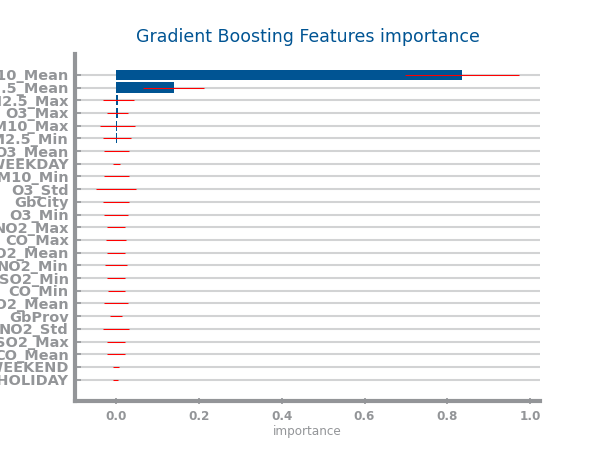 Gradient Boosting Features importance
10_Mean
.5_Mean
M2.5_Max
O3_Max
M10_Max
M2.5_Min
O3_Mean
WEEKDAY
M10_Min
O3_Std
GbCity
O3_Min
NO2_Max
CO_Max
O2_Mean
NO2_Min
SO2_Min
CO_Min
O2_Mean
GbProv
NO2_Std
SO2_Max
CO_Mean
WEEKEND
HOLIDAY
0.0 0.2 0.4 0.6 0.8 1.0
importance